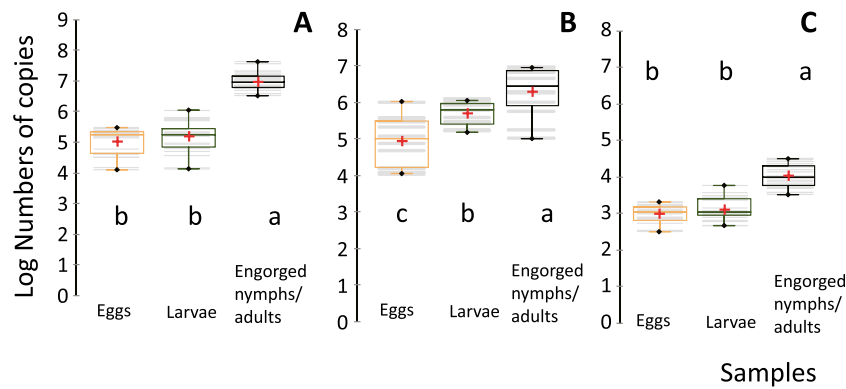 Log Numbers of copies
A
9
8
7
6
5
4
3
2
1
0
b b a
Eggs
Larvae
Engorged
nymphs/
adults
B
8
7
6
5
4
3
2
1
0
c b a
Eggs
Larvae
Engorged
nymphs/
adults
C
8
7
6
5
4
3
2
1
0
b b a
Eggs
Larvae
Engorged
nymphs/
adults
Samples